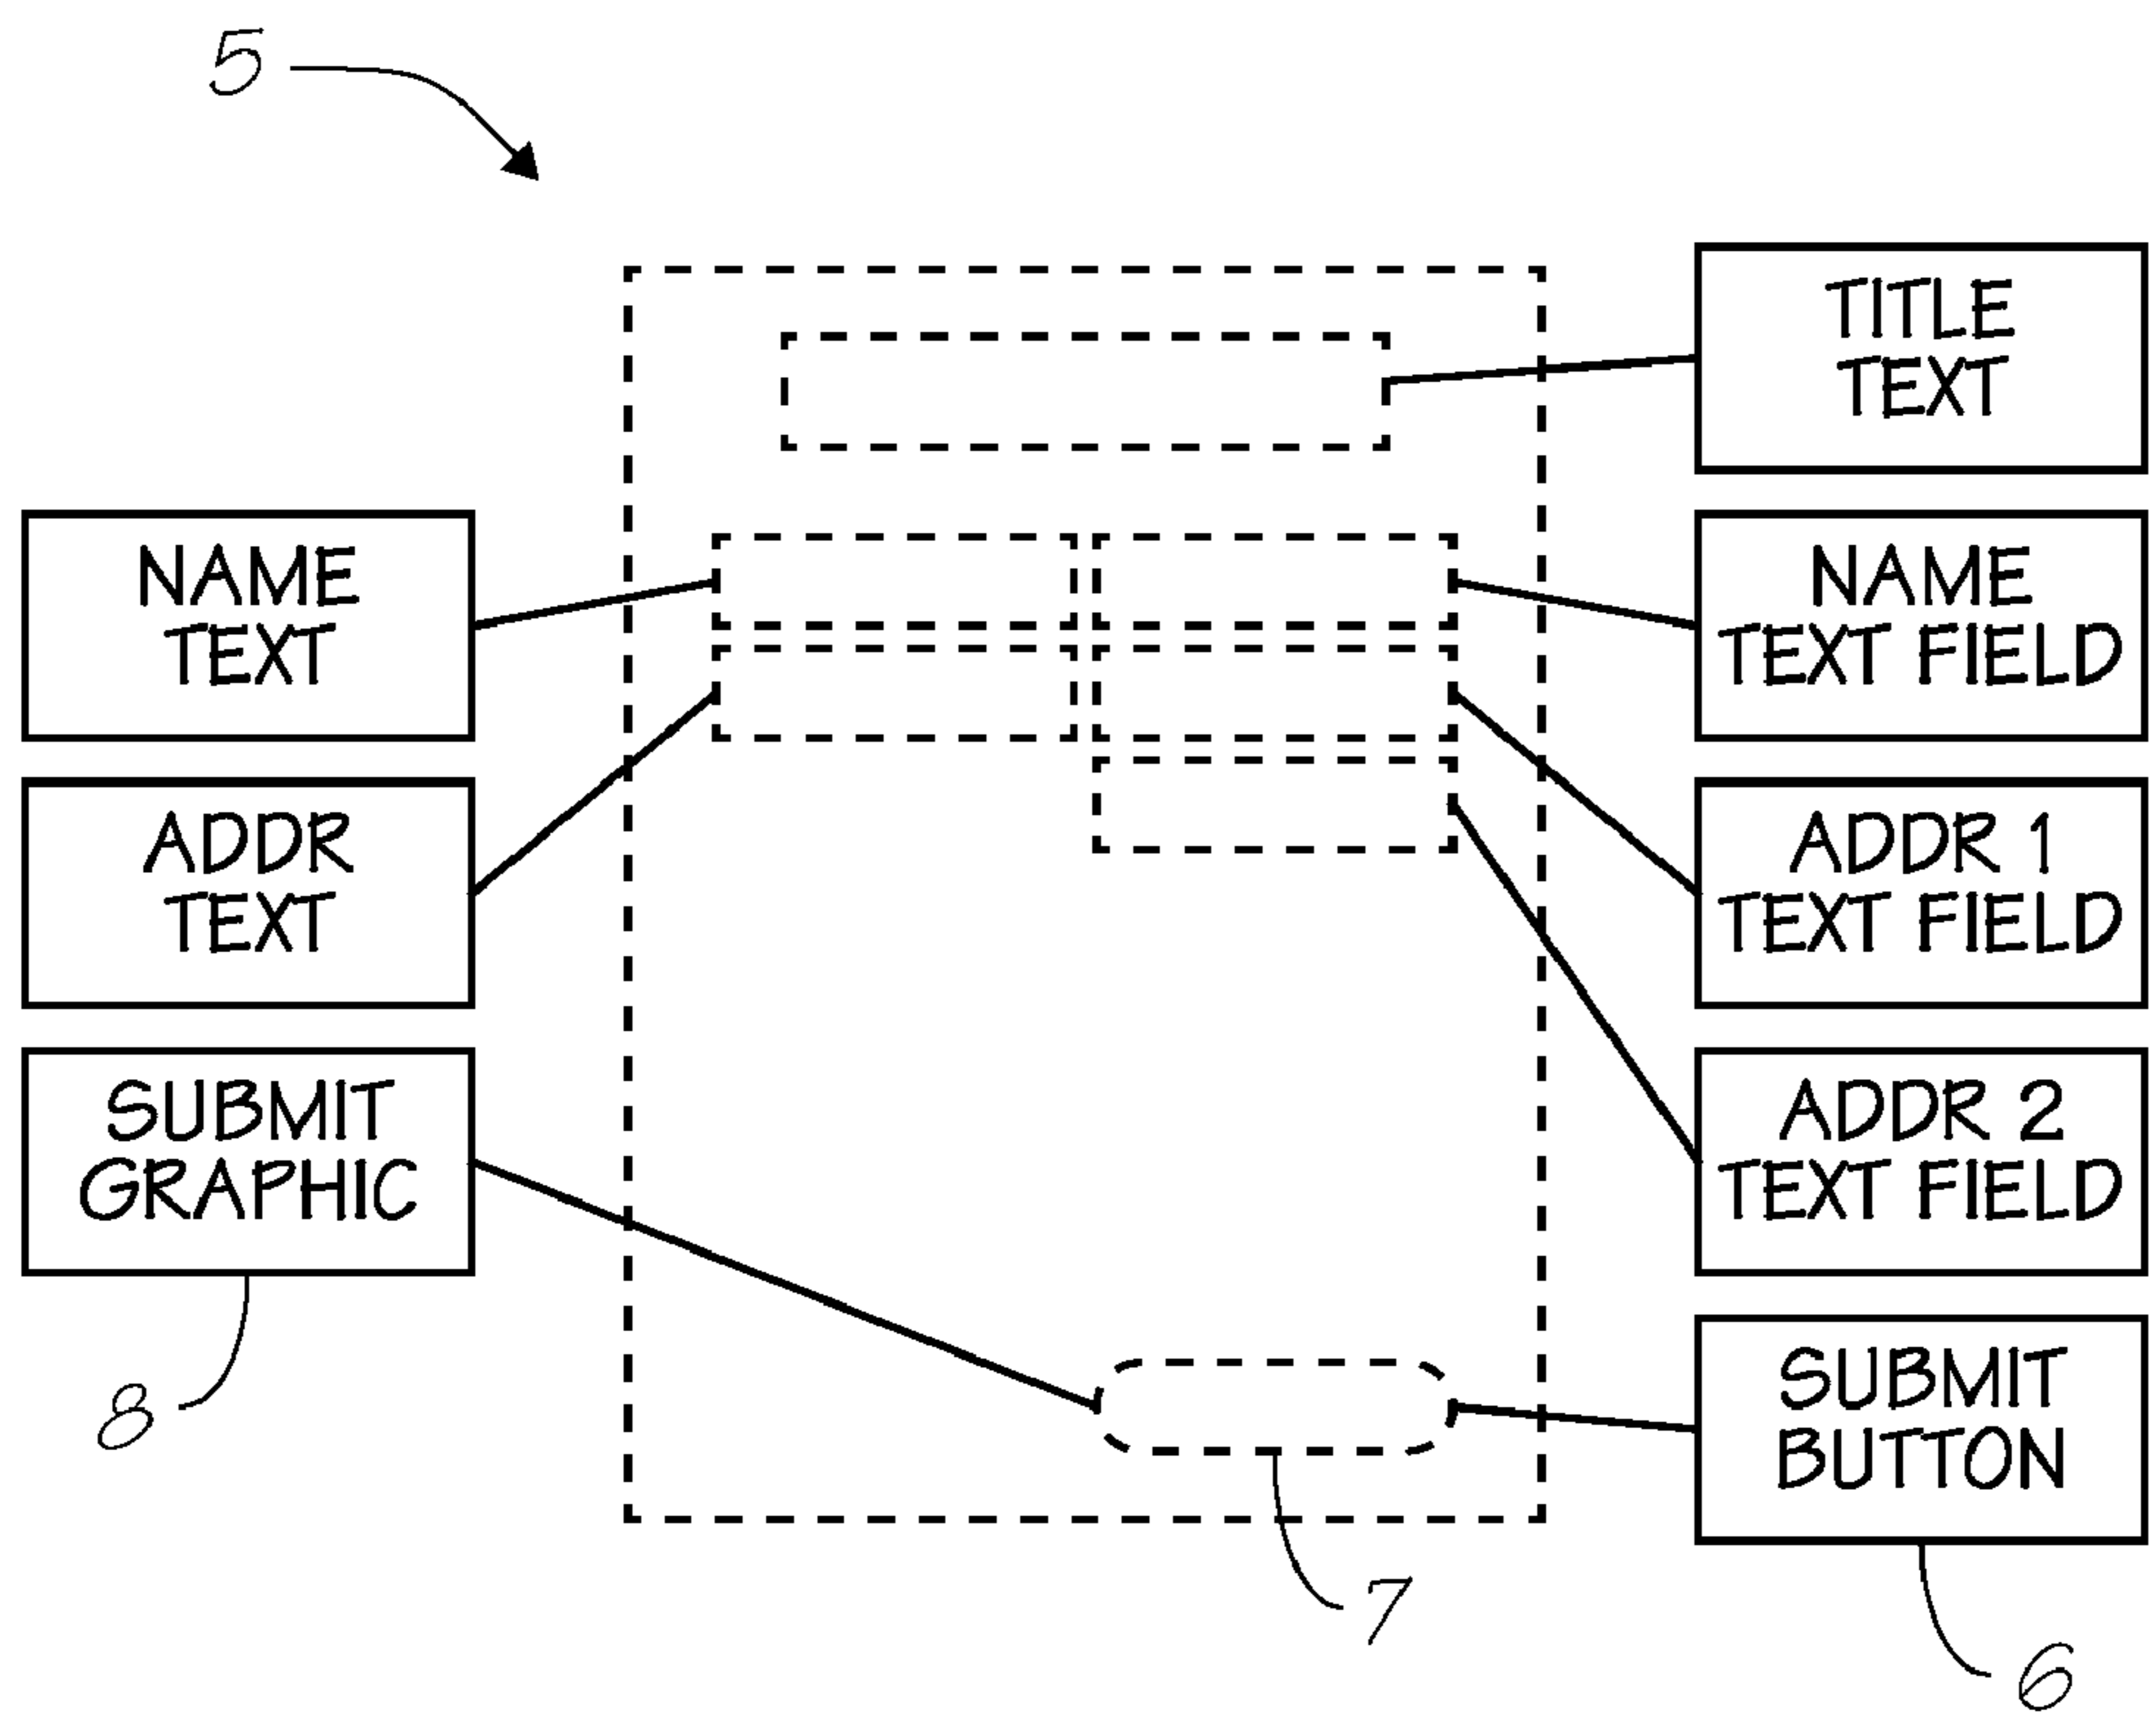 5
TITLE
TEXT
NAME
TEXT
NAME
TEXT FIELD
ADDR
TEXT
ADDR 1
TEXT FIELD
SUBMIT
GRAPHIC
ADDR 2
TEXT FIELD
SUBMIT
BUTTON
8
7
6